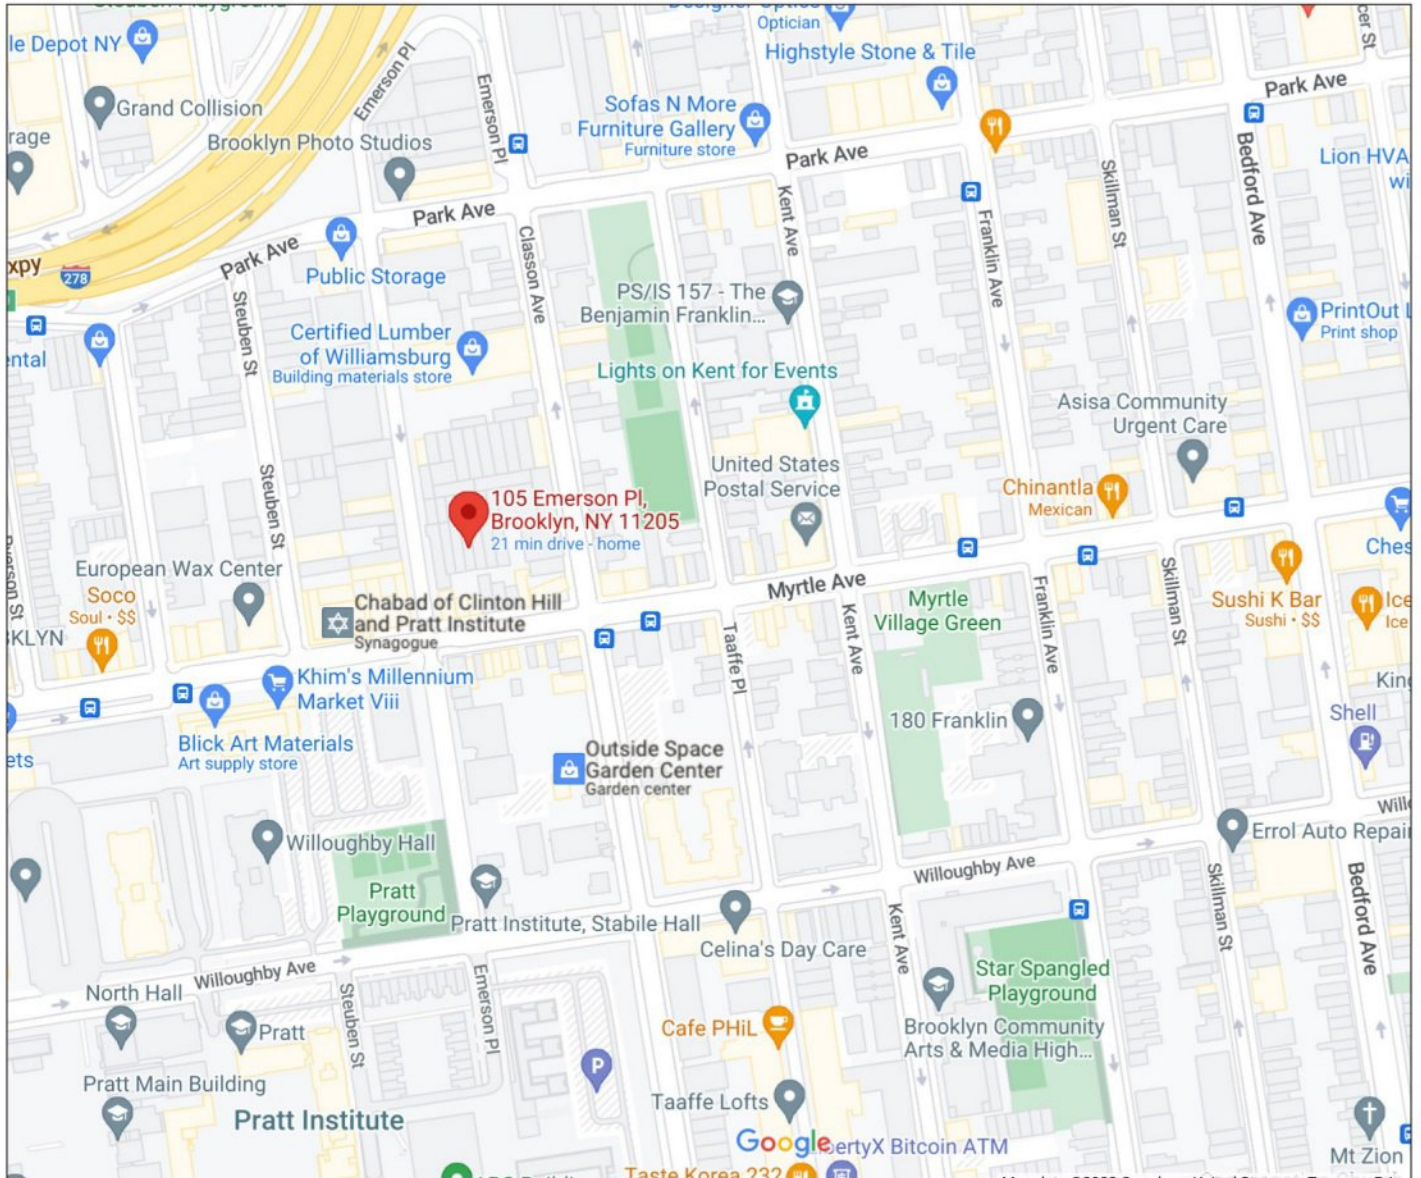 Designer Optics
Optician
le Depot NY
Grand Collision
Emerson Pl
Emerson Pl
Highstyle Stone & Tile
Sofas N More
Furniture Gallery
Furniture store
Park Ave
Park Ave
Brooklyn Photo Studios
rage
Bedford Ave
Lion HVA
wi
Skillman St
Kent Ave
Franklin Ave
Park Ave
Park Ave
xpy
278
Public Storage
Classon Ave
Steuben St
PS/IS 157 - The
Benjamin Franklin...
PrintOut L
Print shop
ental
Certified Lumber
of Williamsburg
Building materials store
Lights on Kent for Events
Asisa Community
Urgent Care
United States
Postal Service
Chinantla
Mexican
Steuben St
105 Emerson Pl,
Brooklyn, NY 11205
21 min drive - home
Ches
European Wax Center
Soco
Soul • $$
KLYN
Chabad of Clinton Hill
and Pratt Institute
Synagogue
Myrtle Ave
Myrtle
Village Green
Kent Ave
Franklin Ave
Skillman St
Sushi K Bar
Sushi • $$
Ice
Ice
Taaffe Pl
Khim's Millennium
Market Viii
King
180 Franklin
Shell
Blick Art Materials
Art supply store
ets
Outside Space
Garden Center
Garden center
Willo
Willoughby Hall
Errol Auto Repair
Willoughby Ave
Pratt
Playground
Pratt Institute, Stabile Hall
Celina's Day Care
Kent Ave
Skillman St
Bedford Ave
Willoughby Ave
North Hall
Pratt
Steuben St
Emerson Pl
Star Spangled
Playground
Cafe PHiL
Brooklyn Community
Arts & Media High...
P
Pratt Main Building
Pratt Institute
Taaffe Lofts
Google
bertyX Bitcoin ATM
Taste Korea 232
Mt Zion